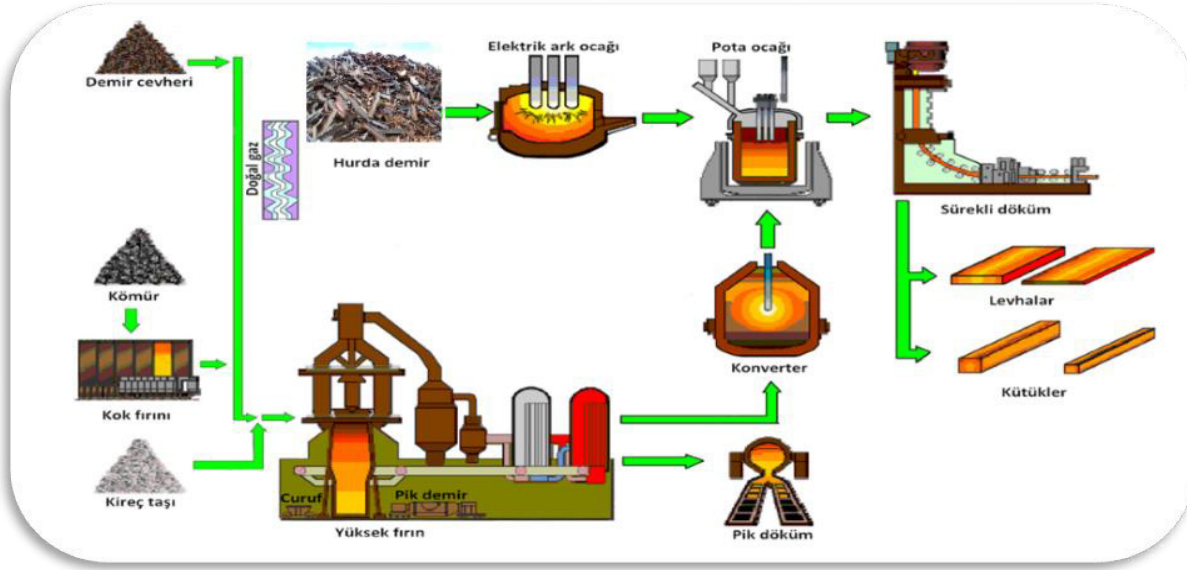 Demir cevheri
Doğal gaz
Hurda demir
Elektrik ark ocağı
Pota ocağı
Sürekli döküm
Kömür
Kok fırını
Kireç taşı
Curuf
Pik demir
Yüksek fırın
Konverter
Pik döküm
Levhalar
Kütükler